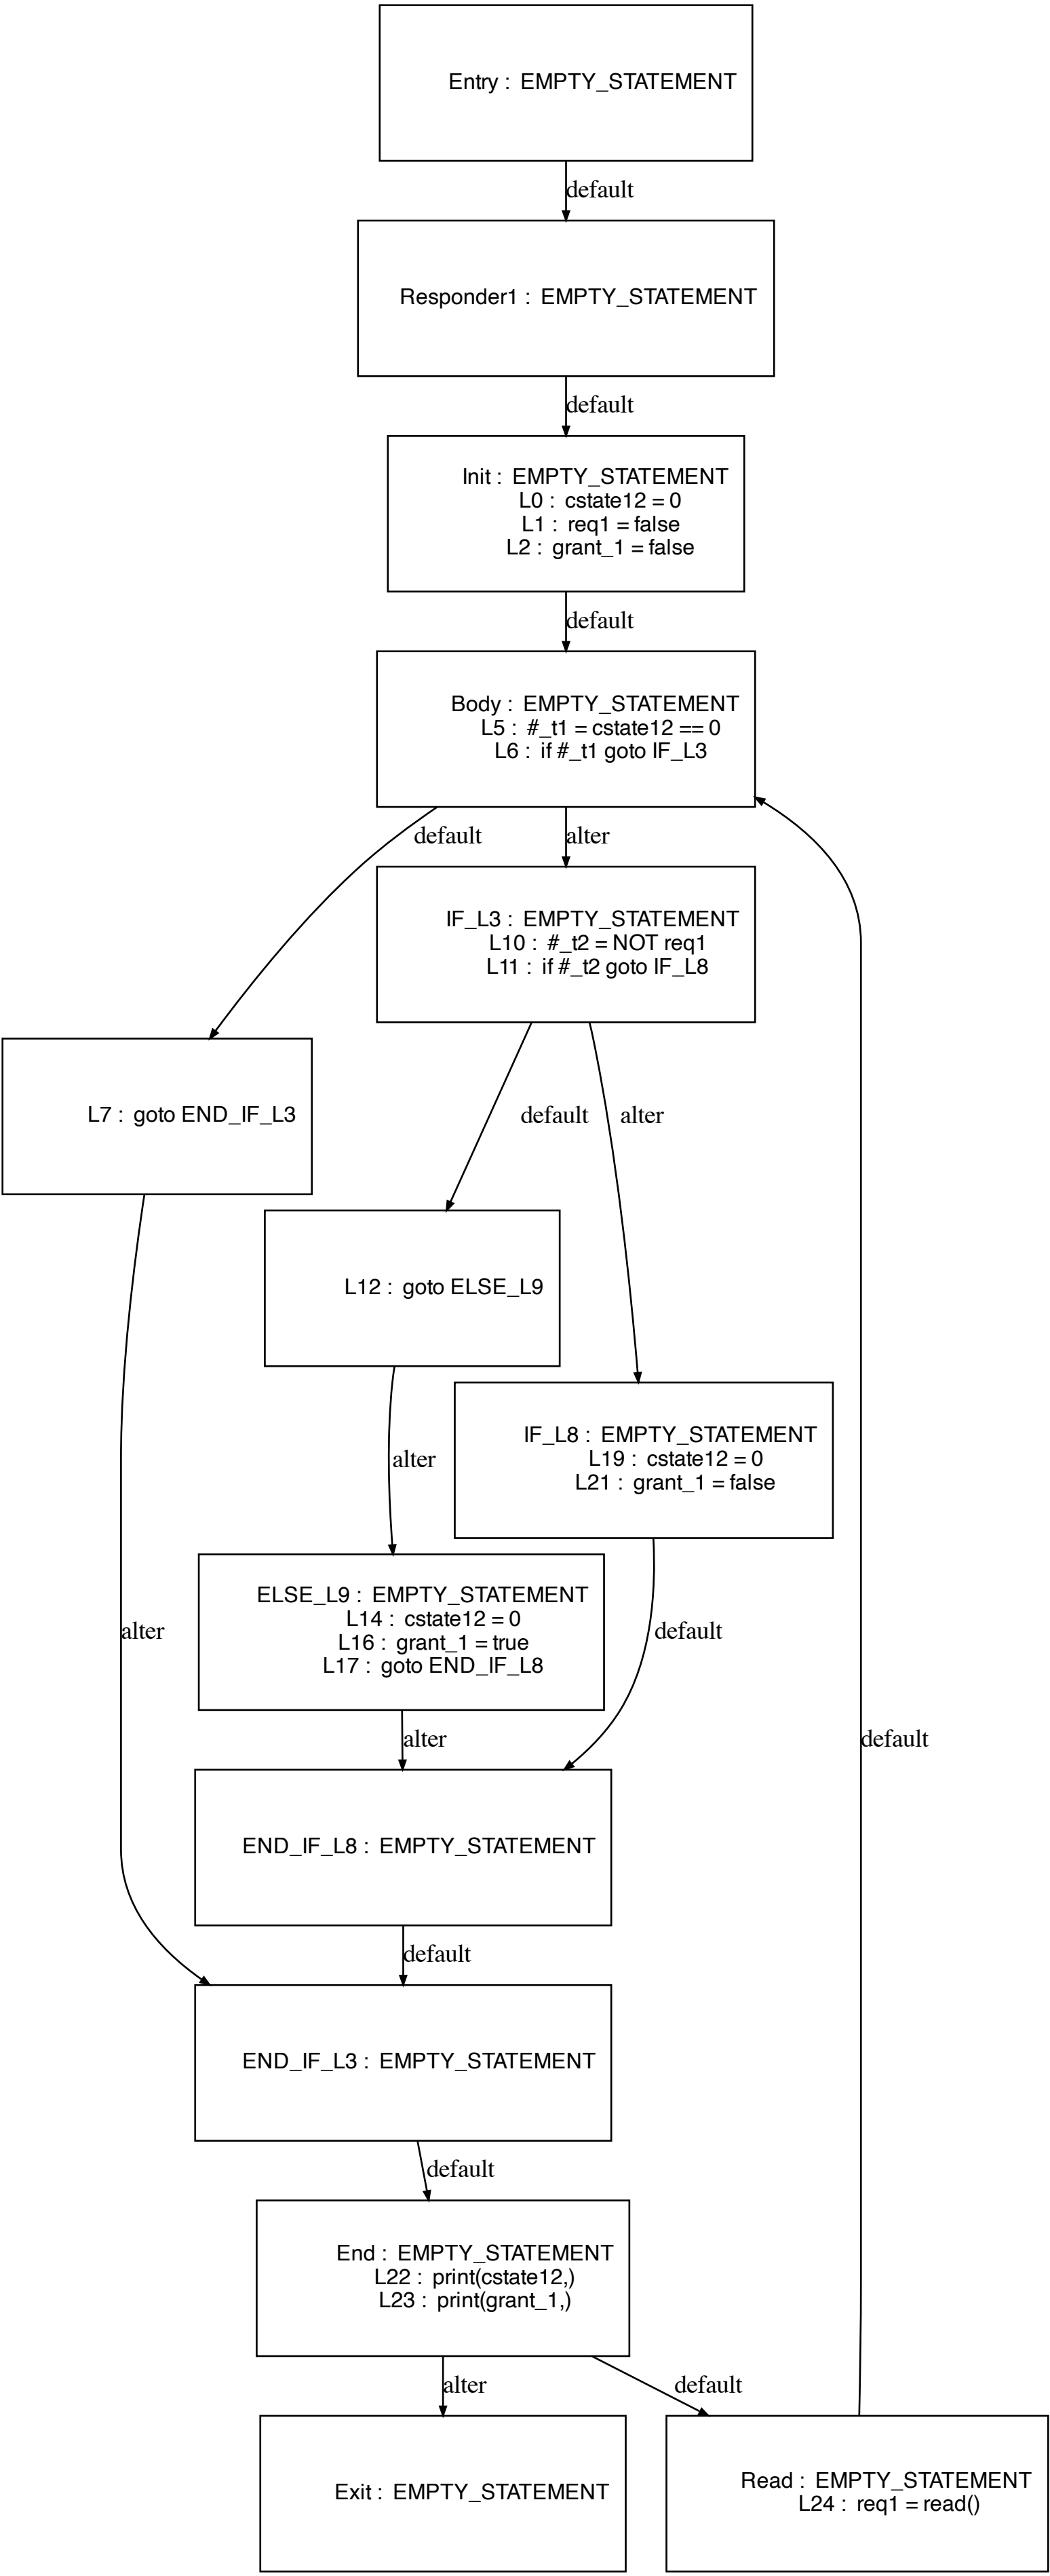 Entry : EMPTY_STATEMENT
default
Responder1 : EMPTY_STATEMENT
default
Init : EMPTY_STATEMENT
L0 : cstate12 = 0
L1 : req1 = false
L2 : grant_1 = false
default
Body : EMPTY_STATEMENT
L5 : #_t1 = cstate12 == 0
L6 : if #_t1 goto IF_L3
default
alter
IF_L3 : EMPTY_STATEMENT
L10 : #_t2 = NOT req1
L11 : if #_t2 goto IF_L8
L7 : goto END_IF_L3
default
alter
L12 : goto ELSE_L9
IF_L8 : EMPTY_STATEMENT
L19 : cstate12 = 0
L21 : grant_1 = false
alter
ELSE_L9 : EMPTY_STATEMENT
L14 : cstate12 = 0
L16 : grant_1 = true
L17 : goto END_IF_L8
alter
default
alter
default
END_IF_L8 : EMPTY_STATEMENT
default
END_IF_L3 : EMPTY_STATEMENT
default
End : EMPTY_STATEMENT
L22 : print(cstate12,)
L23 : print(grant_1,)
alter
default
Exit : EMPTY_STATEMENT
Read : EMPTY_STATEMENT
L24 : req1 = read()